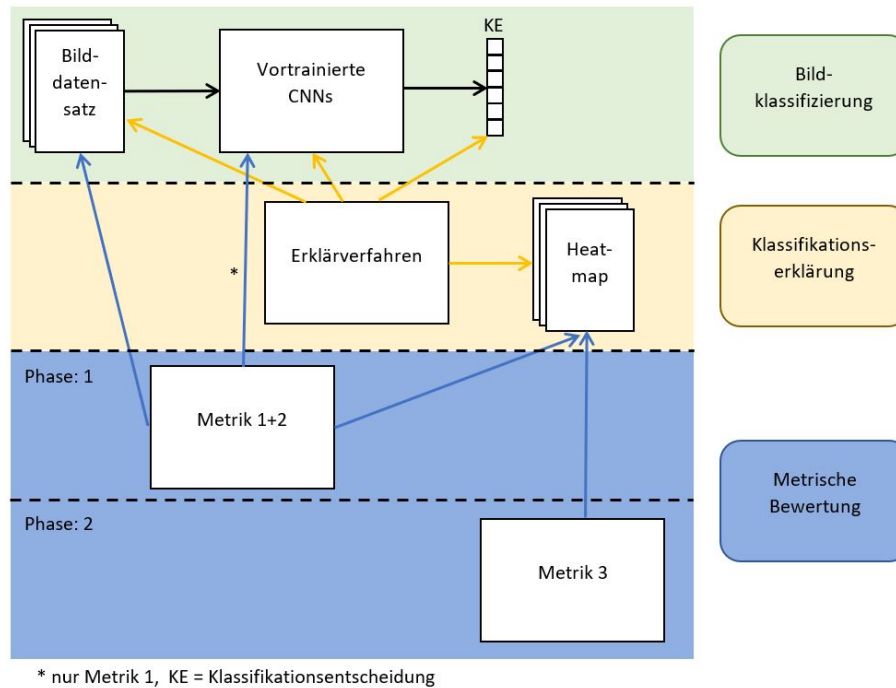 KE
Bild-
daten-
satz
Vortrainierte
CNNs
Bild-
klassifizierung
Erklärverfahren
Heat-
map
Klassifikations-
erklärung
*
Phase: 1
Metrik 1+2
Metrische
Bewertung
Phase: 2
Metrik 3
* nur Metrik 1, KE = Klassifikationsentscheidung